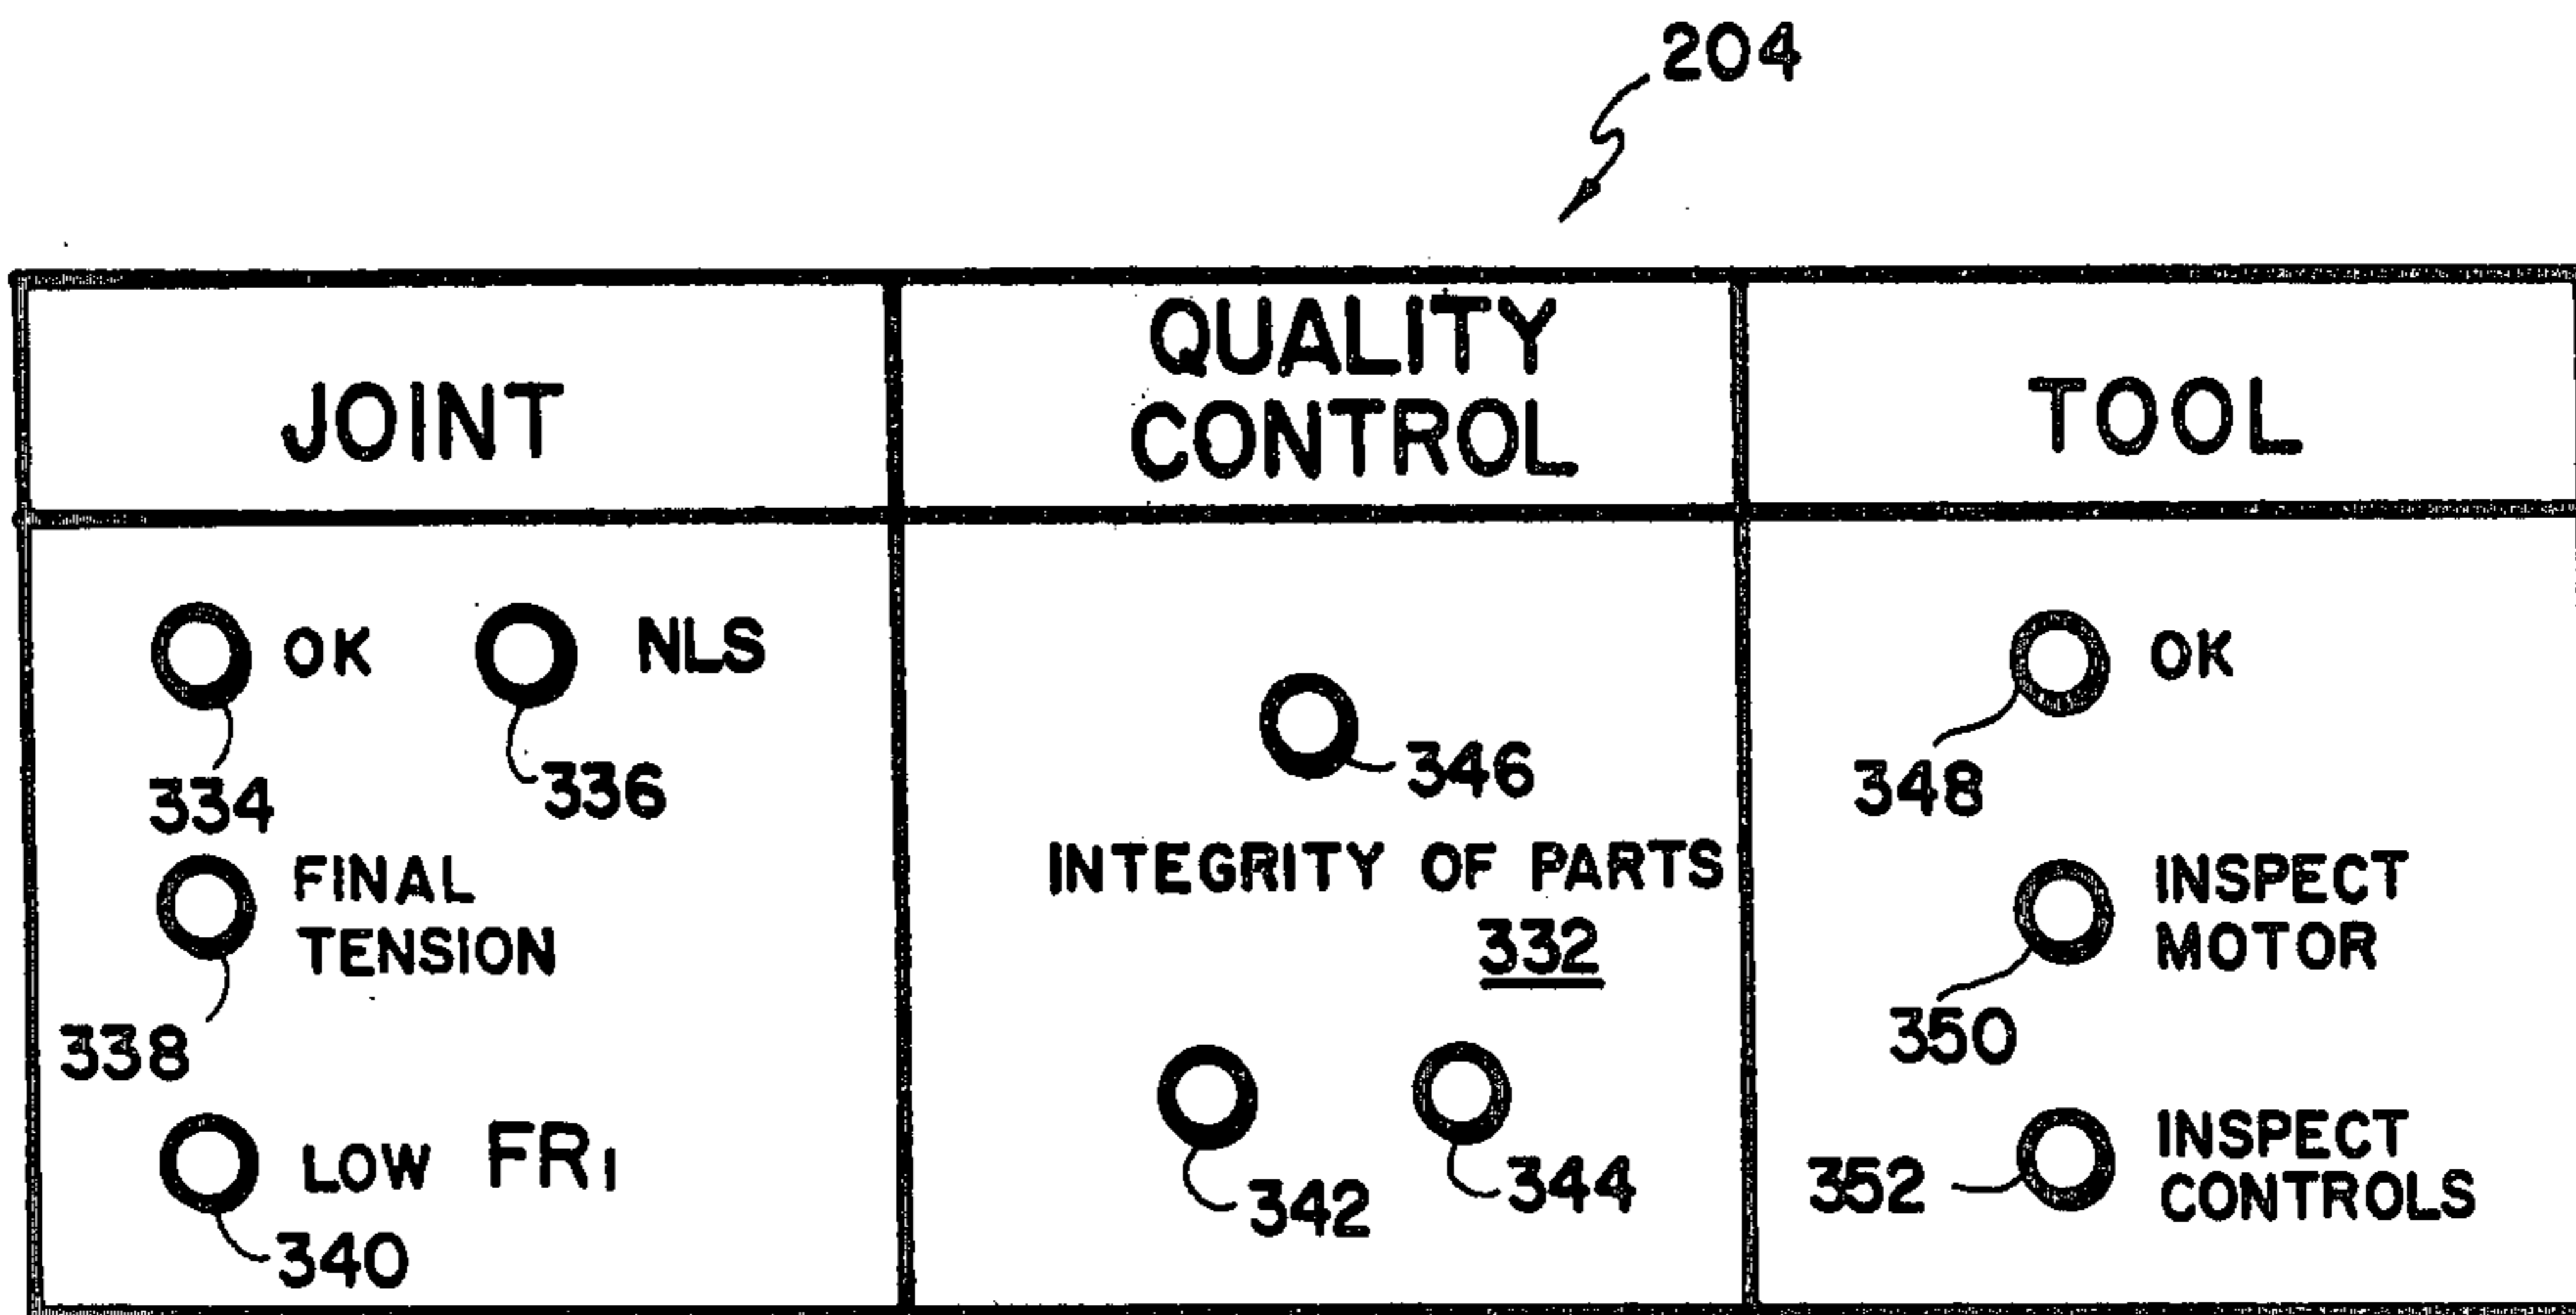 204
JOINT
QUALITY
CONTROL
TOOL
OK
NLS
334
336
FINAL
TENSION
338
LOW FR1
340
346
INTEGRITY OF PARTS
332
342
344
OK
348
INSPECT
MOTOR
350
INSPECT
CONTROLS
352